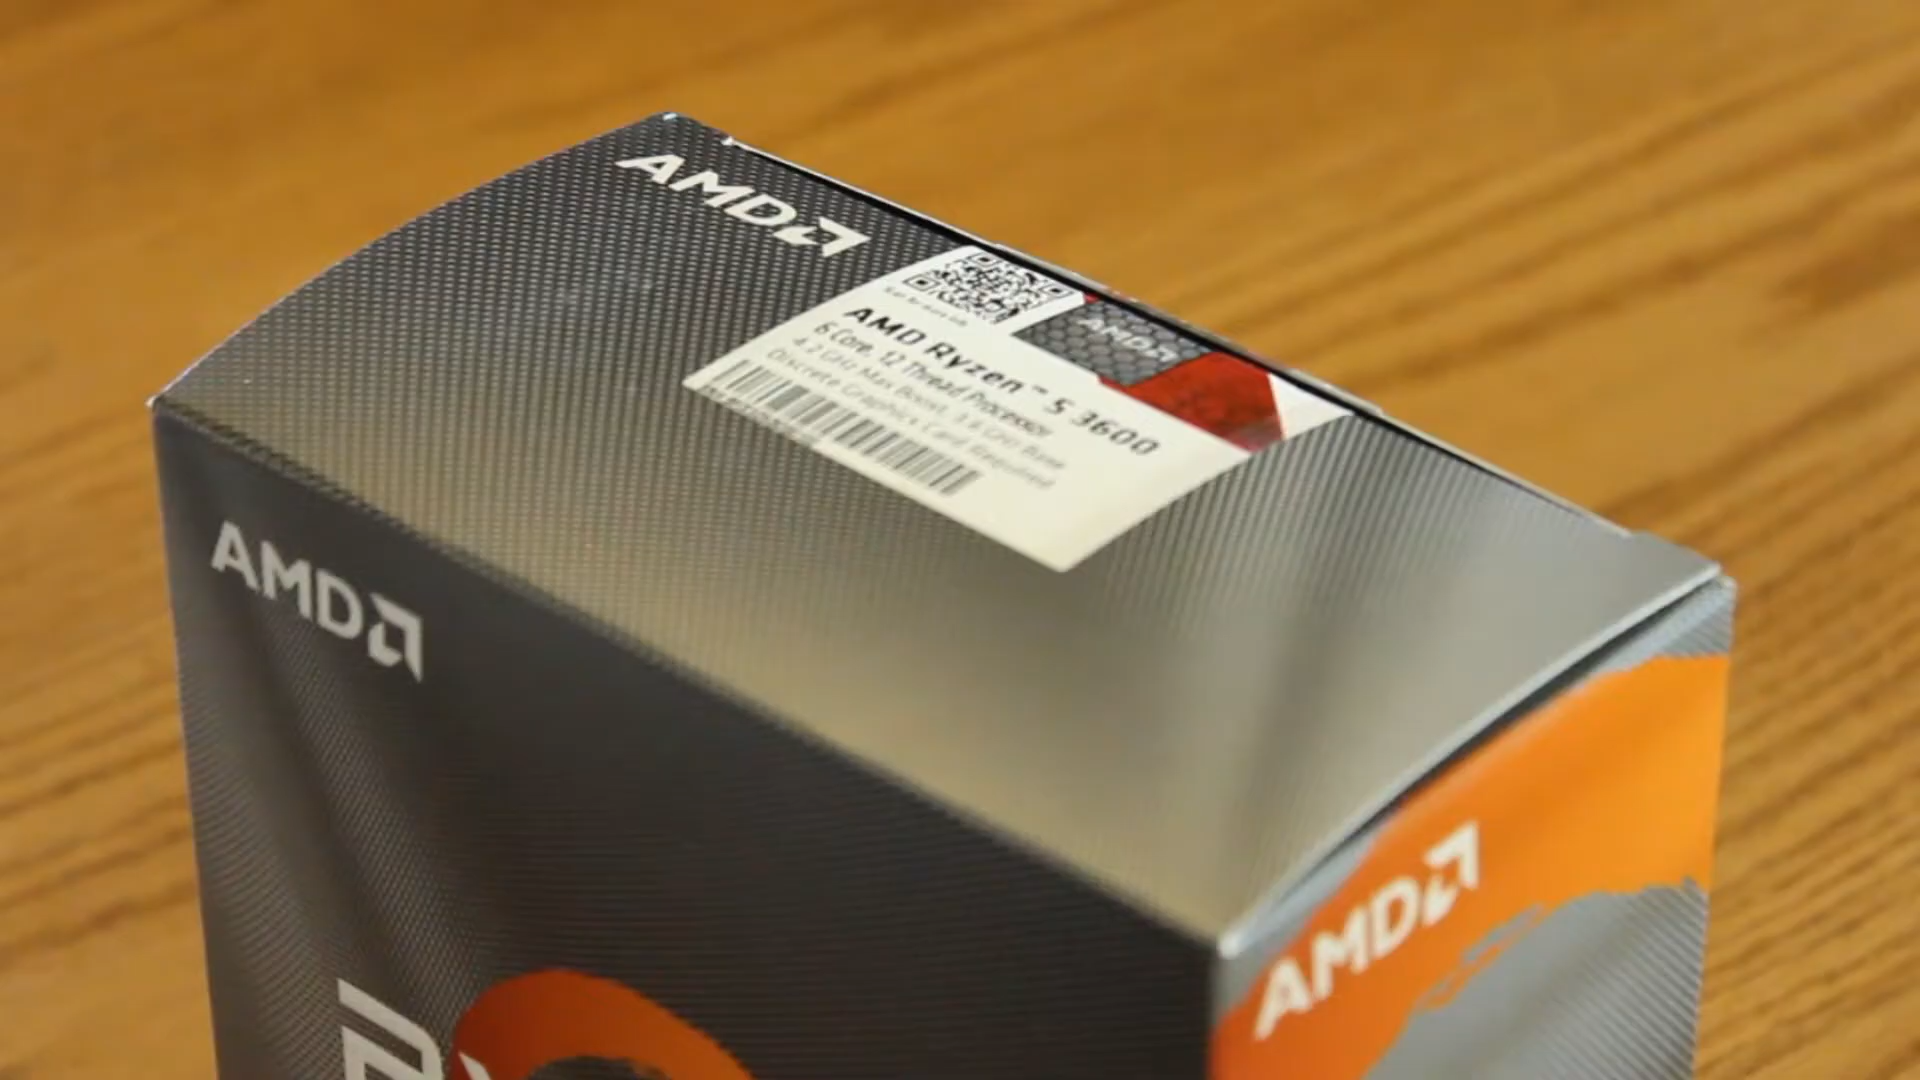 AMD
AMD
AMD Ryzen™ 5 3600
6 Core, 12 Thread Processor
4.2 GHz Max Boost, 3.6 GHz Base
Discrete Graphics Card Required
AMD
AMD